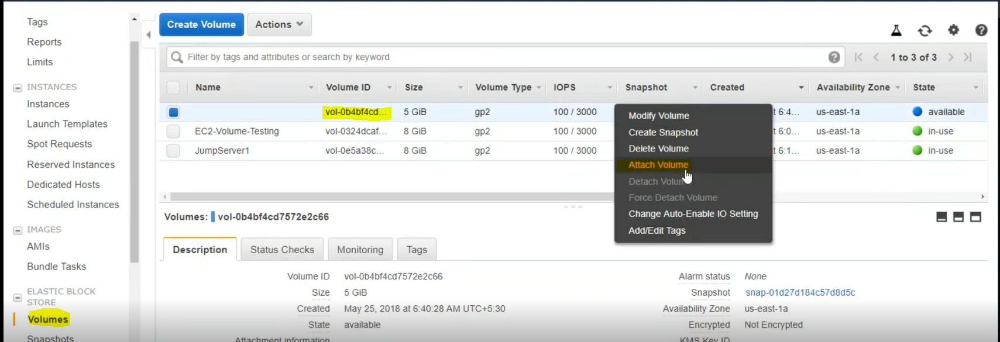 Tags
Reports
Limits
INSTANCES
Instances
Launch Templates
Spot Requests
Reserved Instances
Dedicated Hosts
Scheduled Instances
IMAGES
AMIs
Bundle Tasks
ELASTIC BLOCK
STORE
Volumes
Snapshots
Create Volume Actions
Filter by tags and attributes or search by keyword 1 to 3 of 3
Name Volume ID Size Volume Type IOPS Snapshot Created Availability Zone State
vol-0b4bf4cd... 5 GiB gp2 100 / 3000 t 6:4... us-east-1a available
EC2-Volume-Testing vol-0324dcaf... 8 GiB gp2 100 / 3000 t 6:0... us-east-1a in-use
JumpServer1 vol-0e5a38c... 8 GiB gp2 100 / 3000 t 6:1... us-east-1a in-use
Modify Volume
Create Snapshot
Delete Volume
Attach Volume
Detach Volum
Force Detach Volume
Change Auto-Enable IO Setting
Add/Edit Tags
Volumes: vol-0b4bf4cd7572e2c66
Description Status Checks Monitoring Tags
Volume ID vol-0b4bf4cd7572e2c66
Size 5 GiB
Created May 25, 2018 at 6:40:28 AM UTC+5:30
State available
Attachment information
Alarm status None
Snapshot snap-01d27d184c57d8d5c
Availability Zone us-east-1a
Encrypted Not Encrypted
KMS Key ID